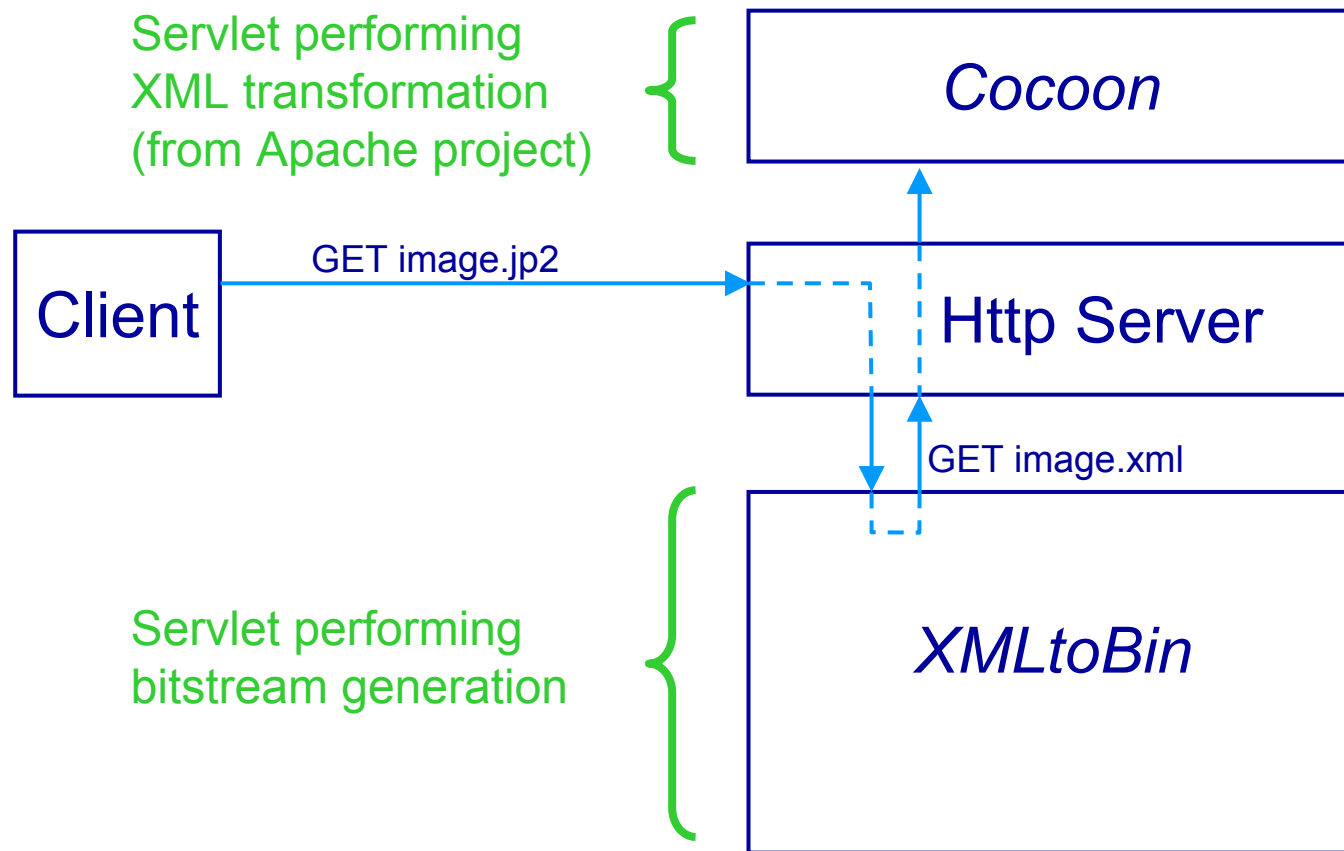 Servlet performing
XML transformation
(from Apache project)
Cocoon
Client
GET image.jp2
Http Server
GET image.xml
Servlet performing
bitstream generation
XMLtoBin